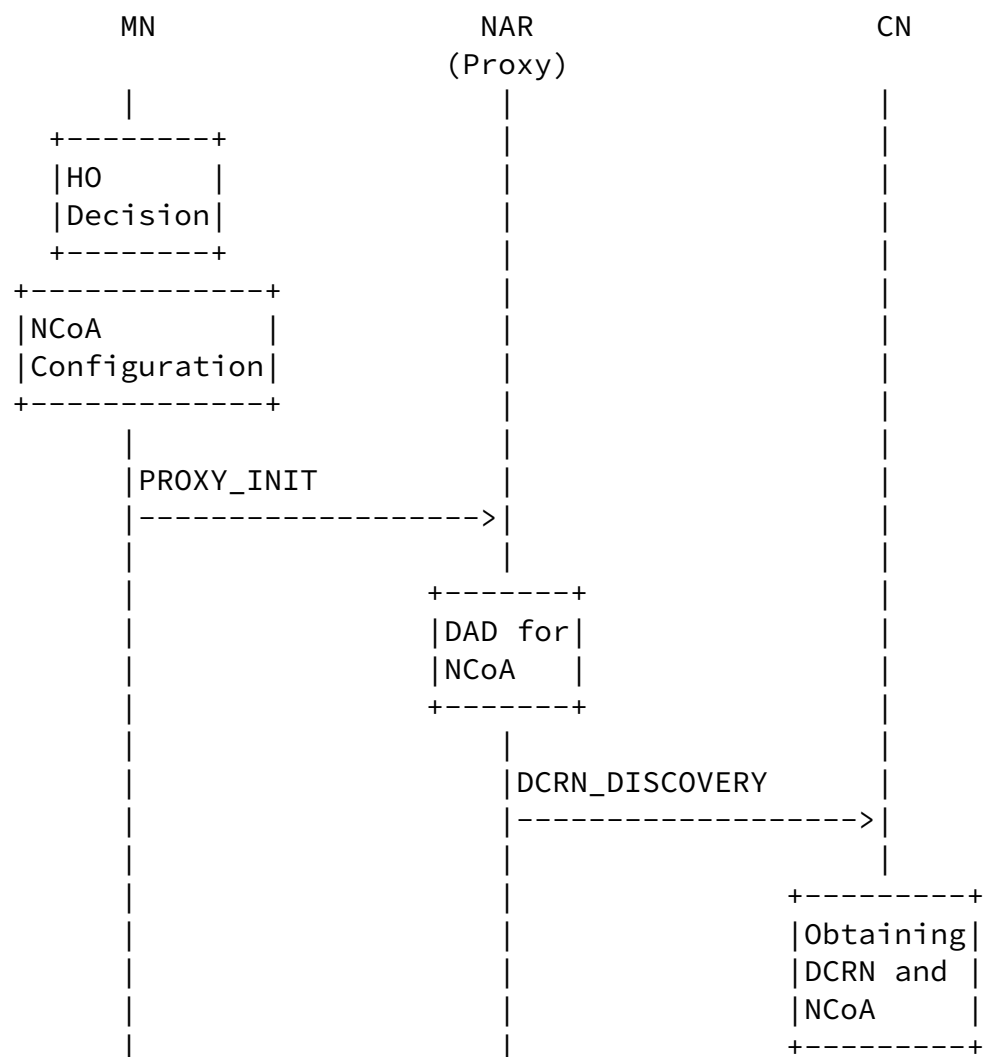 MN NAR CN
(Proxy)
HO
Decision
NCoA
Configuration
PROXY_INIT
DAD for
NCoA
DCRN_DISCOVERY
Obtaining
DCRN and
NCoA